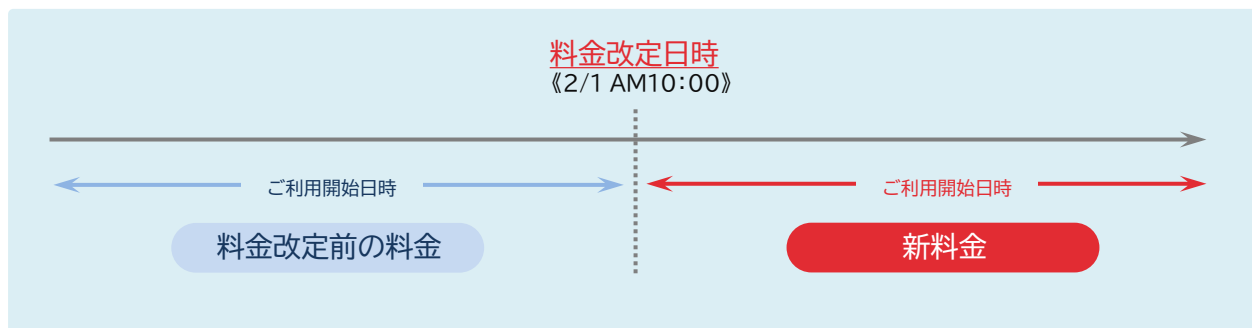 料金改定日時
《2/1 AM10：00》
ご利用開始日時
ご利用開始日時
料金改定前の料金
新料金